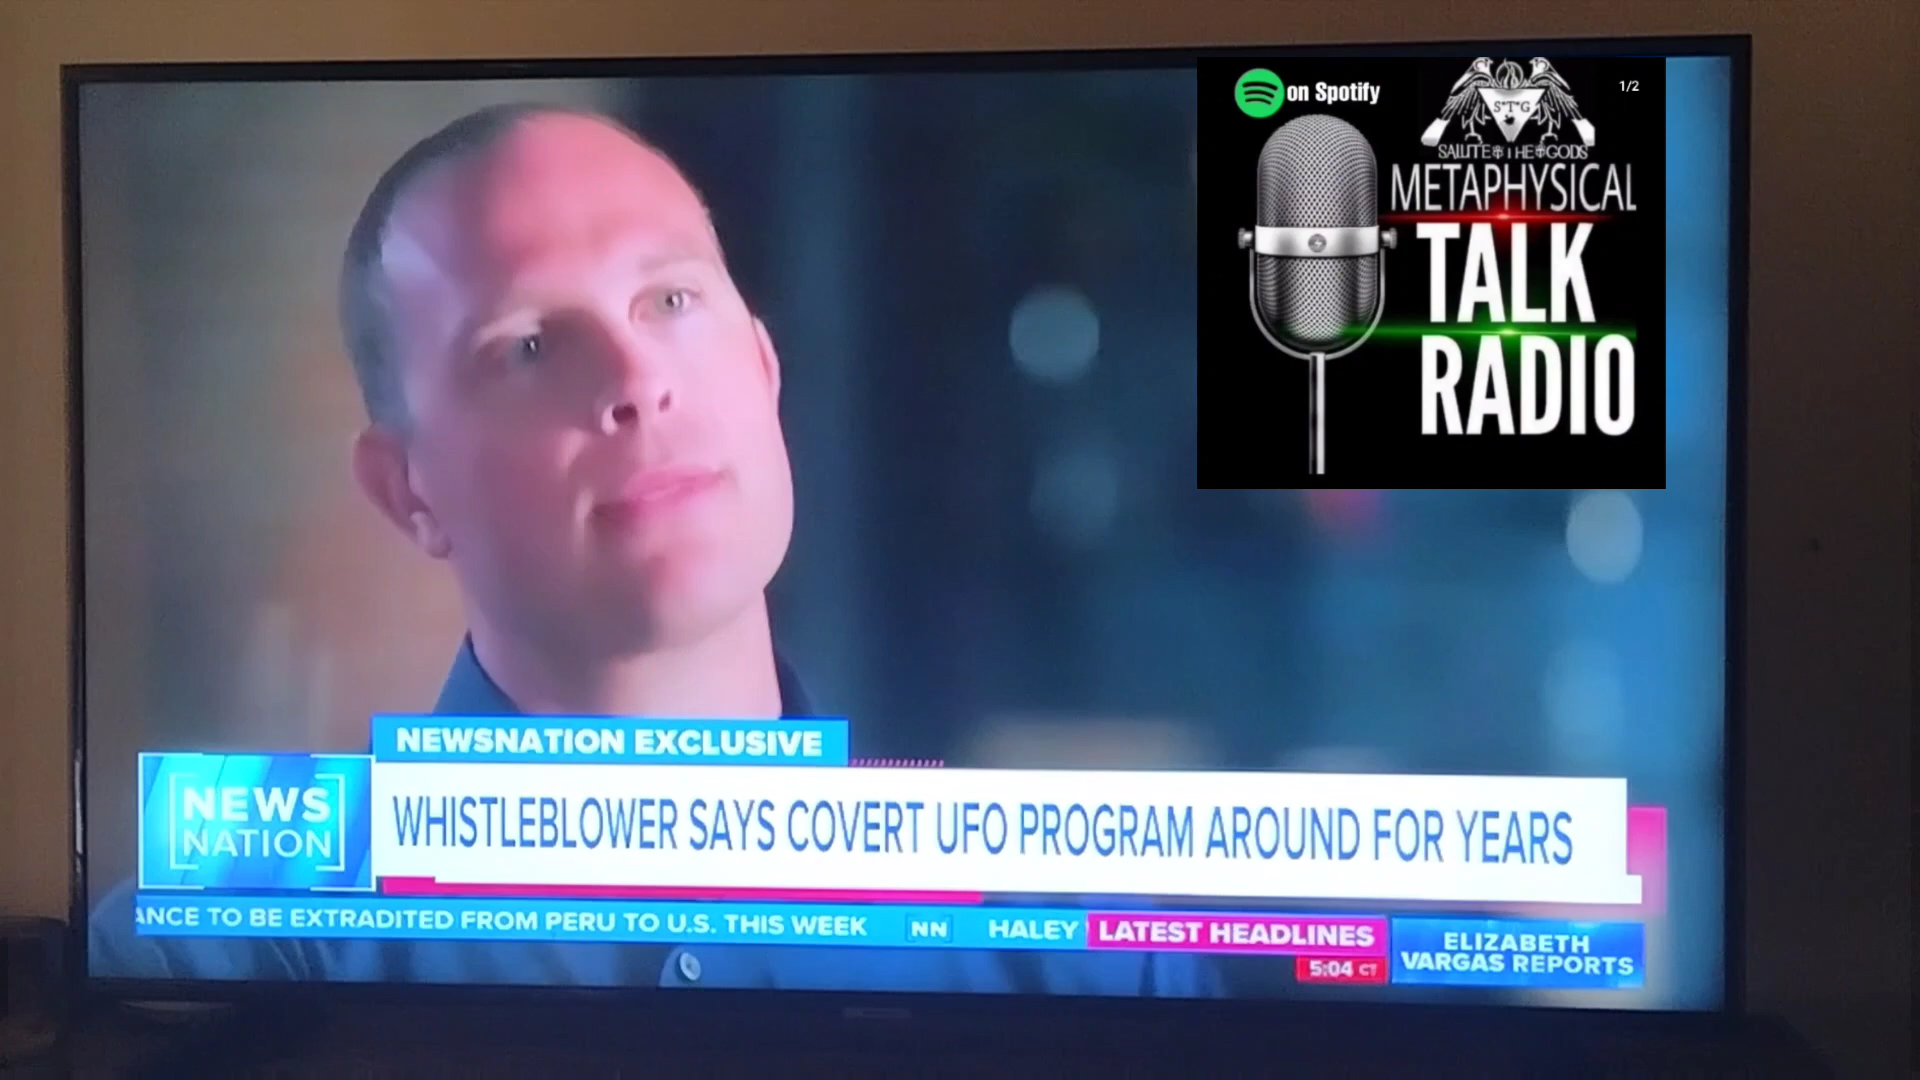 on Spotify
1/2
S*T*G
SALUTE THE GODS
METAPHYSICAL
TALK
RADIO
NEWSNATION EXCLUSIVE
NEWS
NATION
WHISTLEBLOWER SAYS COVERT UFO PROGRAM AROUND FOR YEARS
ANCE TO BE EXTRADITED FROM PERU TO U.S. THIS WEEK NN HALEY
LATEST HEADLINES
5:04 CT
ELIZABETH
VARGAS REPORTS